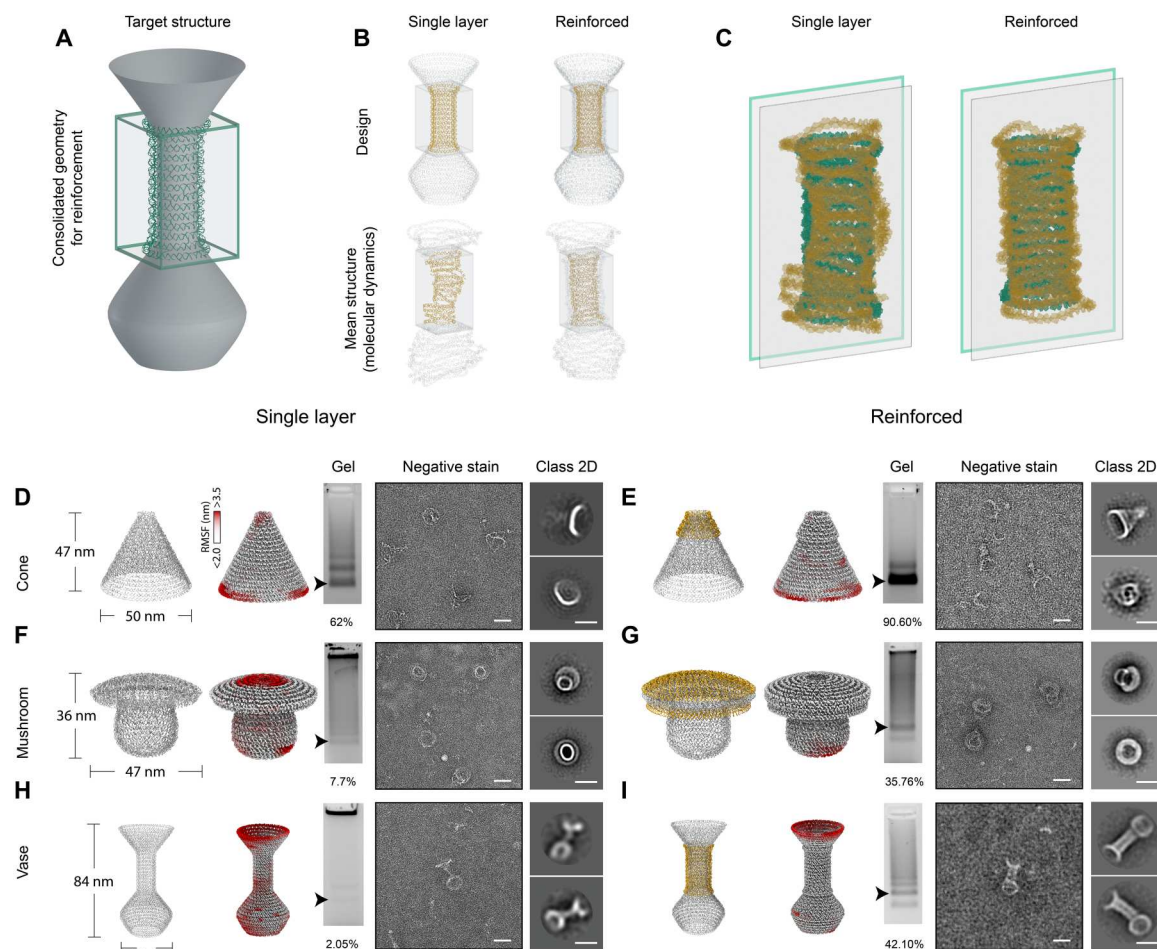 Target structure
Single layer
Reinforced
Single layer
Reinforced
A
B
C
Consolidated geometry
for reinforcement
Design
Mean structure
(molecular dynamics)
Single layer
Reinforced
Gel
Negative stain
Class 2D
Gel
Negative stain
Class 2D
D
E
Cone
47 nm
50 nm
RMSF (nm)
<2.0
>3.5
62%
90.60%
F
G
Mushroom
36 nm
47 nm
7.7%
35.76%
H
I
Vase
84 nm
2.05%
42.10%